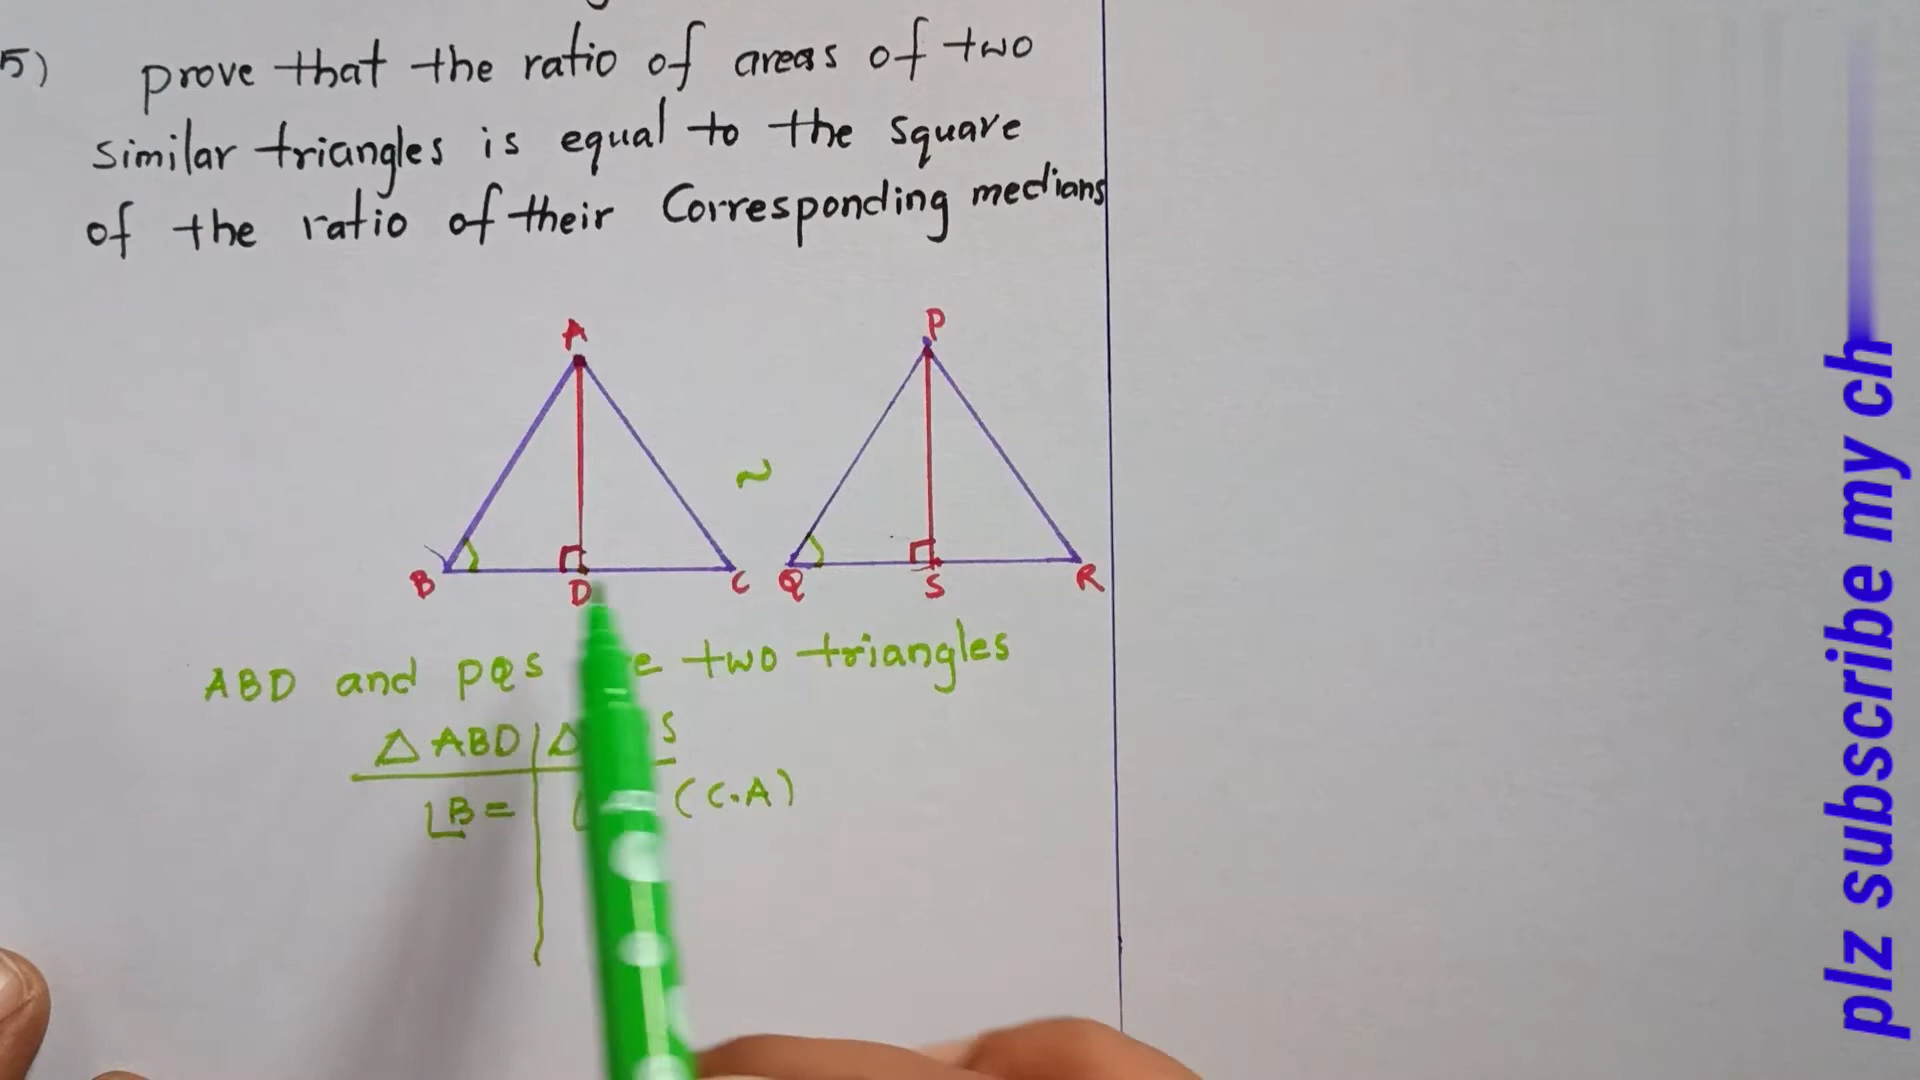 5) prove that the ratio of areas of two
similar triangles is equal to the square
of the ratio of their Corresponding medians
A
P
~
B
D
C
Q
S
R
ABD and PQS two triangles
△ ABD △ S
∟B = (C.A)
plz subscribe my ch